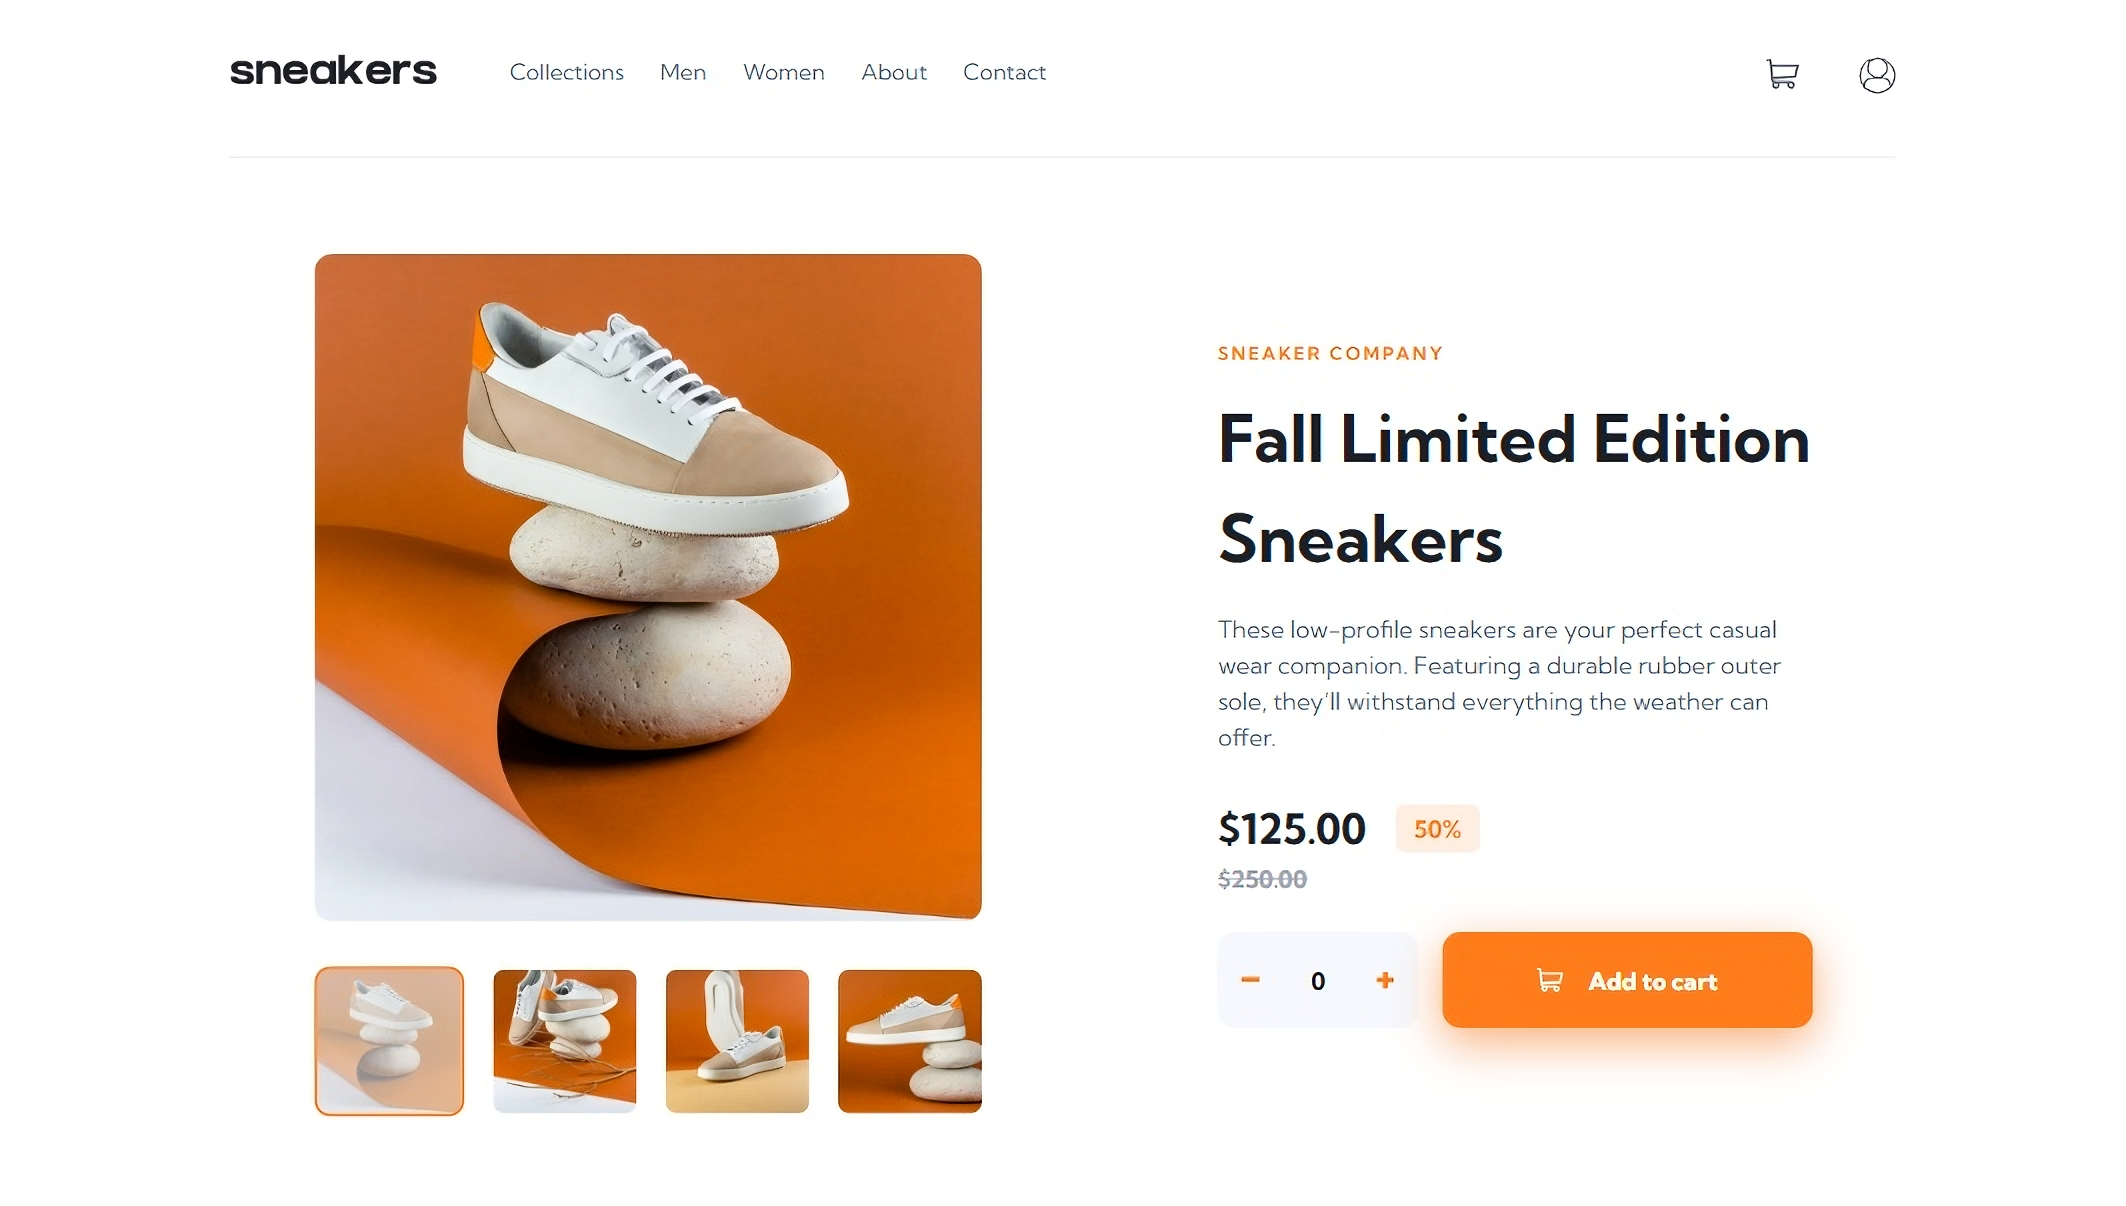 sneakers
Collections Men Women About Contact
SNEAKER COMPANY
Fall Limited Edition
Sneakers
These low-profile sneakers are your perfect casual
wear companion. Featuring a durable rubber outer
sole, they’ll withstand everything the weather can
offer.
$125.00 50%
$250.00
0 Add to cart